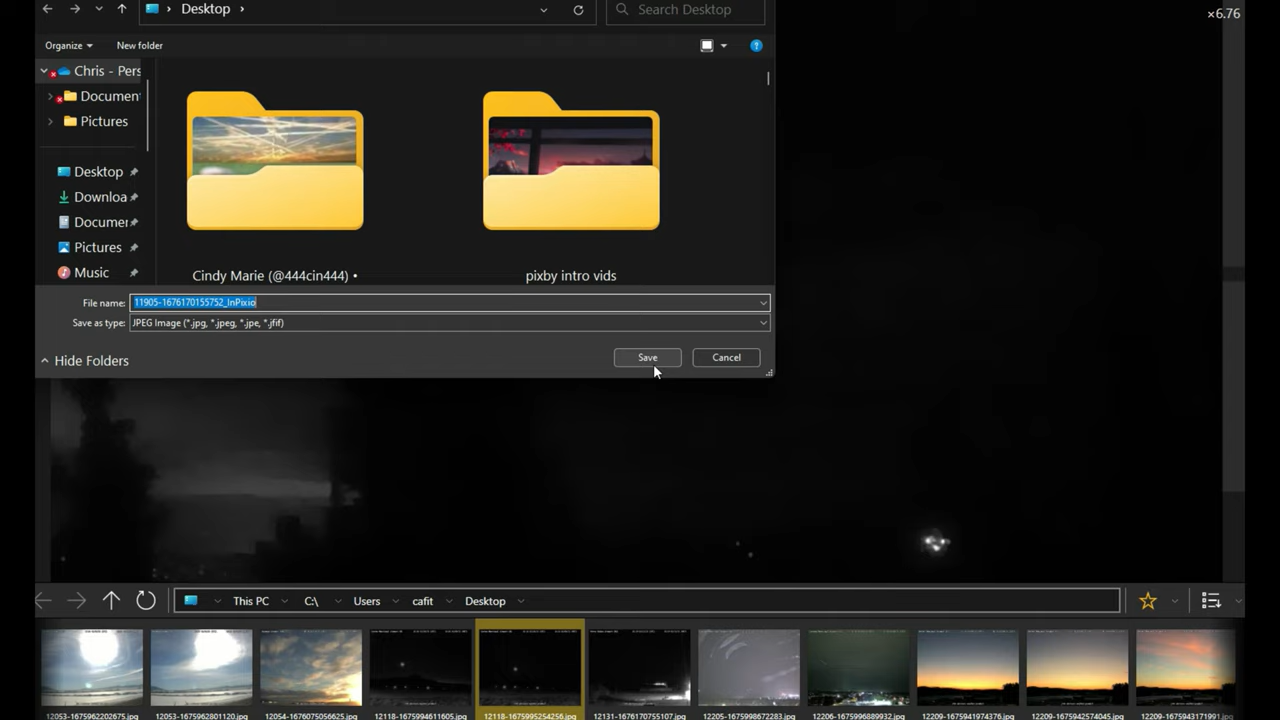 Desktop
Search Desktop
×6.76
Organize
New folder
Chris - Pers
Documen
Pictures
Desktop
Downloa
Documer
Pictures
Music
Cindy Marie (@444cin444) •
pixby intro vids
File name: 11905-1676170155752_InPixio
Save as type: JPEG Image (*.jpg, *.jpeg, *.jpe, *.jfif)
Hide Folders
Save
Cancel
This PC
C:\
Users
cafit
Desktop
12053-1675962202675.jpg
12053-1675962801120.jpg
12054-1676075056625.jpg
12118-1675994611605.jpg
12118-1675995254256.jpg
12131-1676170755107.jpg
12205-1675998672283.jpg
12206-1675996889932.jpg
12209-1675941974376.jpg
12209-1675942574045.jpg
12209-1675943171991.jpg